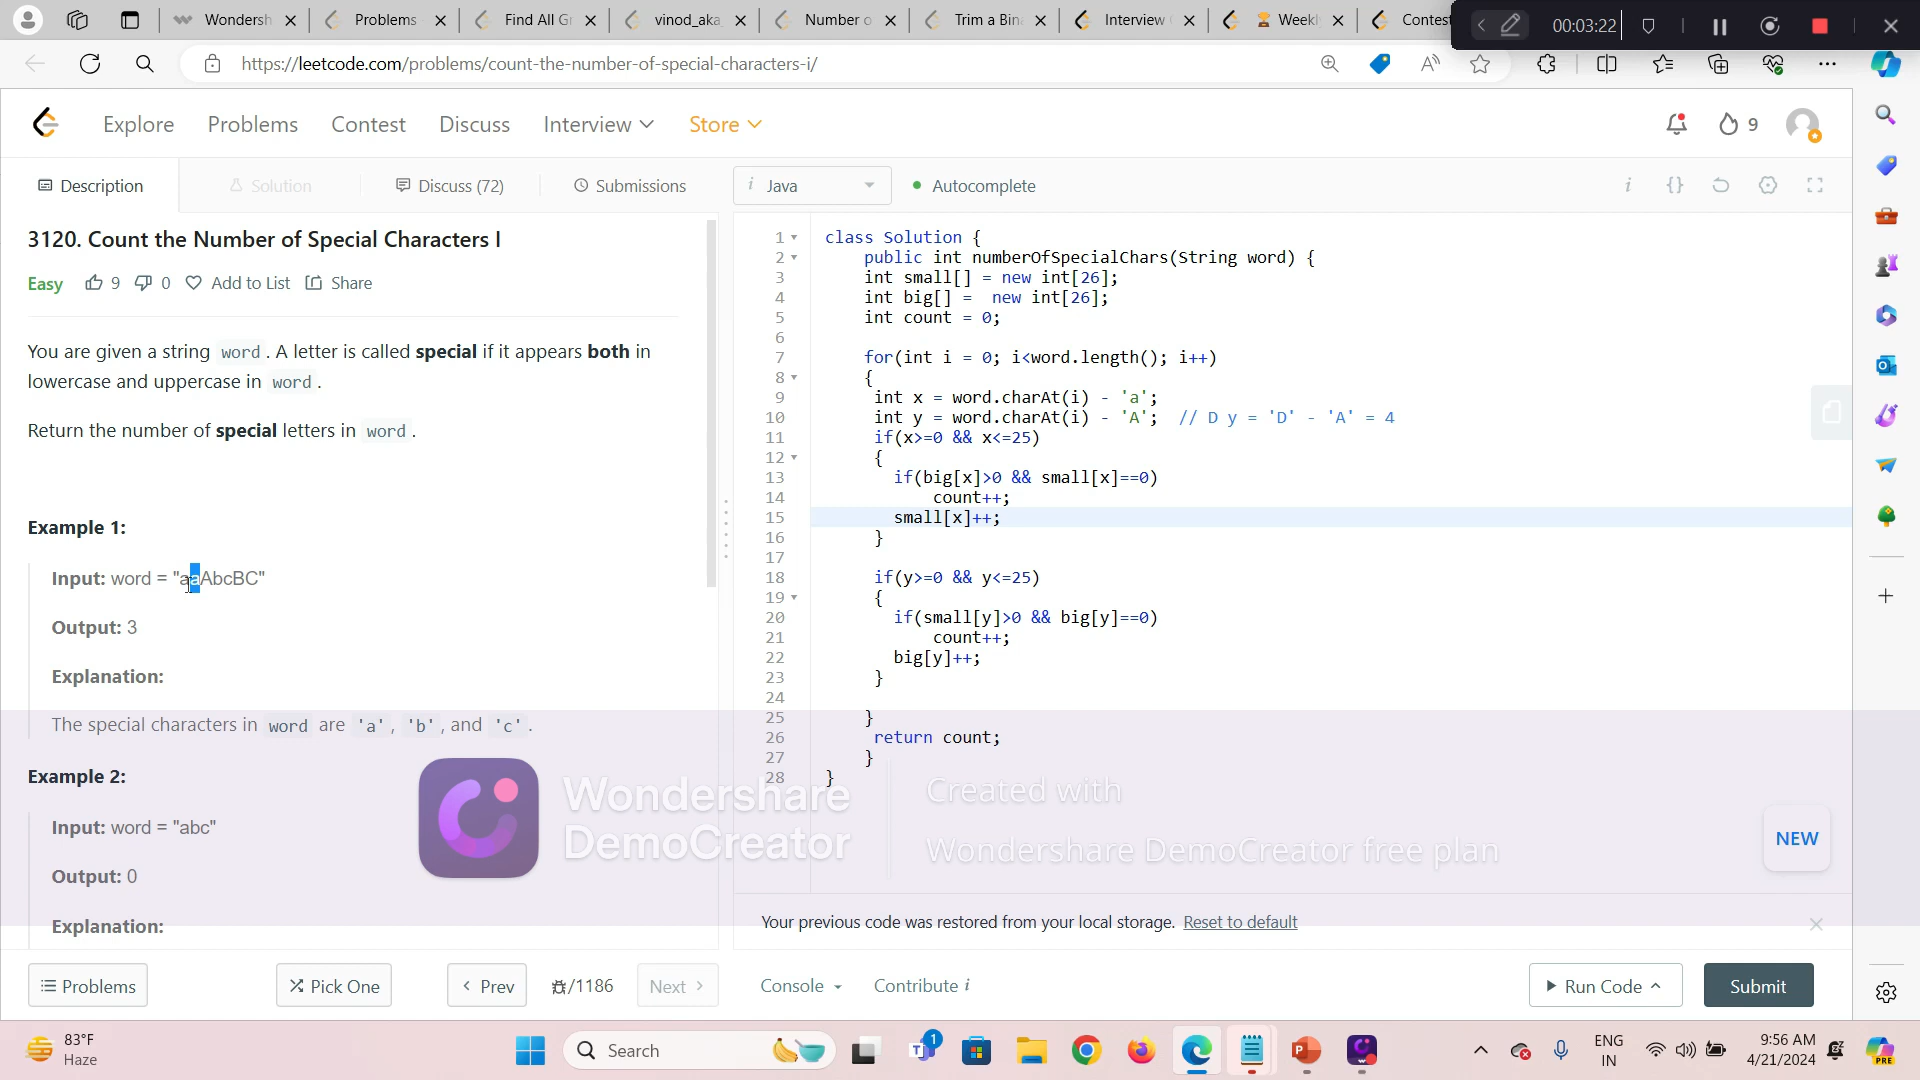 Wondersh
Problems
Find All Gr
vinod_aka_
Number o
Trim a Bina
Interview
Weekl
Contest
00:03:22
https://leetcode.com/problems/count-the-number-of-special-characters-i/
Explore
Problems
Contest
Discuss
Interview
Store
9
Description
Solution
Discuss (72)
Submissions
i Java
Autocomplete
3120. Count the Number of Special Characters I
Easy
9
0
Add to List
Share
You are given a string word . A letter is called special if it appears both in
lowercase and uppercase in word .
Return the number of special letters in word .
Example 1:
Input: word = "aaAbcBC"
Output: 3
Explanation:
The special characters in word are 'a' , 'b' , and 'c' .
Example 2:
Input: word = "abc"
Output: 0
Explanation:
1 class Solution {
2 public int numberOfSpecialChars(String word) {
3 int small[] = new int[26];
4 int big[] = new int[26];
5 int count = 0;
6
7 for(int i = 0; i<word.length(); i++)
8 {
9 int x = word.charAt(i) - 'a';
10 int y = word.charAt(i) - 'A'; // D y = 'D' - 'A' = 4
11 if(x>=0 && x<=25)
12 {
13 if(big[x]>0 && small[x]==0)
14 count++;
15 small[x]++;
16 }
17
18 if(y>=0 && y<=25)
19 {
20 if(small[y]>0 && big[y]==0)
21 count++;
22 big[y]++;
23 }
24
25 }
26 return count;
27 }
28 }
Wondershare
DemoCreator
Created with
Wondershare DemoCreator free plan
NEW
Your previous code was restored from your local storage. Reset to default
Problems
Pick One
Prev
/1186
Next
Console
Contribute i
Run Code
Submit
83°F
Haze
Search
1
ENG
IN
9:56 AM
4/21/2024
PRE